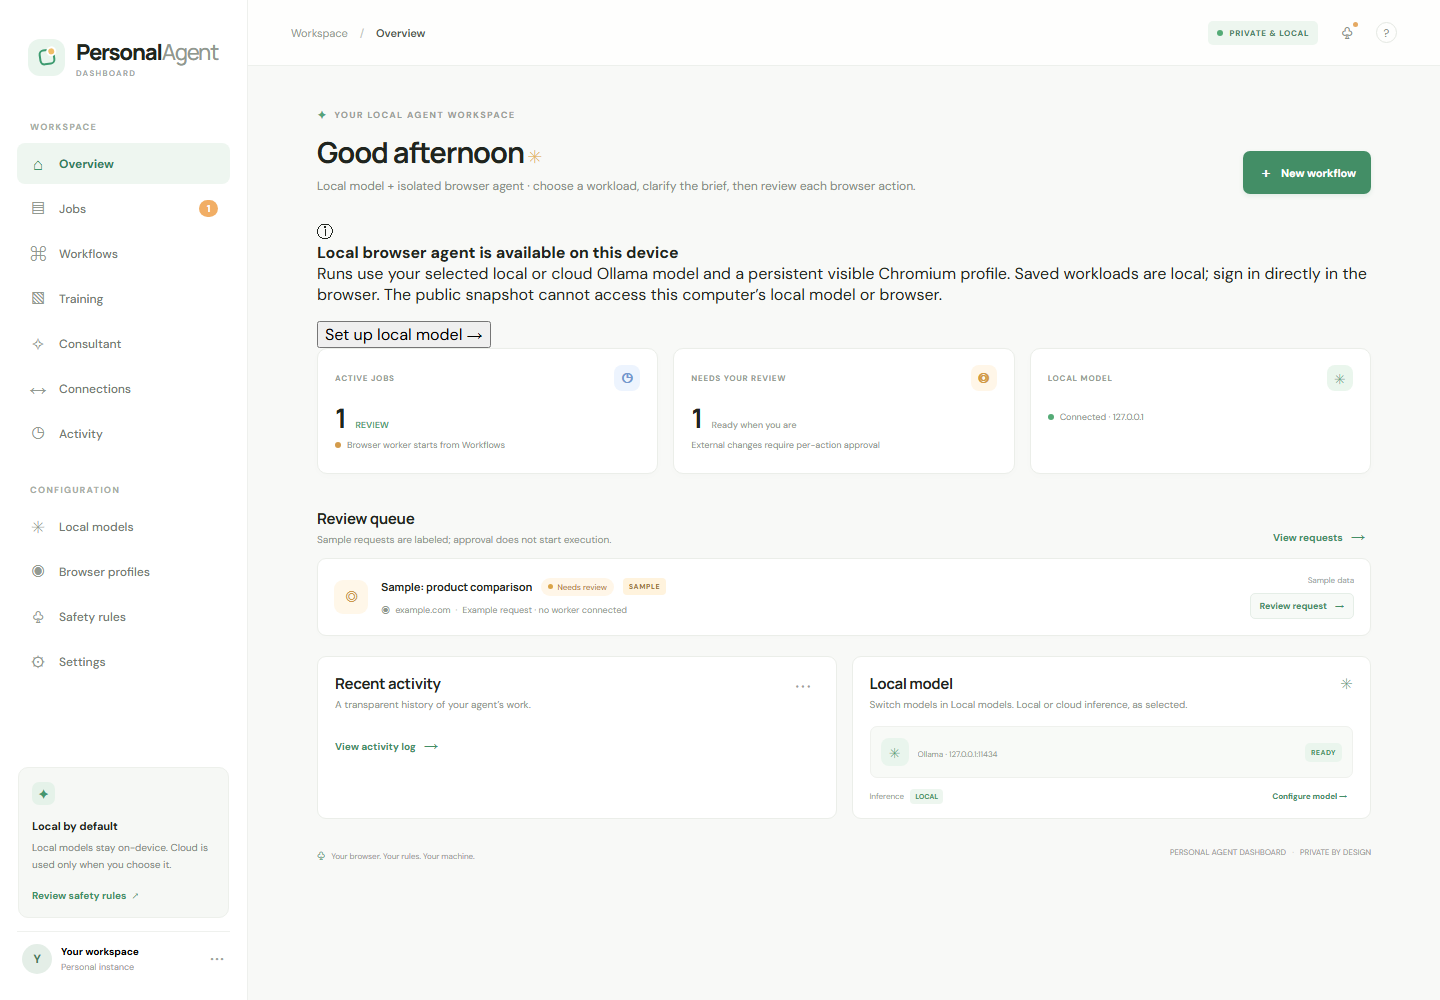 PersonalAgent
DASHBOARD
WORKSPACE
Overview
Jobs
1
Workflows
Training
Consultant
Connections
Activity
CONFIGURATION
Local models
Browser profiles
Safety rules
Settings
Local by default
Local models stay on-device. Cloud is
used only when you choose it.
Review safety rules ↗
Y
Your workspace
Personal instance
Workspace / Overview
PRIVATE & LOCAL
?
YOUR LOCAL AGENT WORKSPACE
Good afternoon
Local model + isolated browser agent · choose a workload, clarify the brief, then review each browser action.
+ New workflow
Local browser agent is available on this device
Runs use your selected local or cloud Ollama model and a persistent visible Chromium profile. Saved workloads are local; sign in directly in the
browser. The public snapshot cannot access this computer’s local model or browser.
Set up local model →
ACTIVE JOBS
1 REVIEW
Browser worker starts from Workflows
NEEDS YOUR REVIEW
1 Ready when you are
External changes require per-action approval
LOCAL MODEL
Connected · 127.0.0.1
Review queue
Sample requests are labeled; approval does not start execution.
View requests →
Sample: product comparison
Needs review
SAMPLE
example.com · Example request · no worker connected
Sample data
Review request →
Recent activity
A transparent history of your agent’s work.
View activity log →
Local model
Switch models in Local models. Local or cloud inference, as selected.
Ollama · 127.0.0.1:11434
READY
Inference LOCAL
Configure model →
Your browser. Your rules. Your machine.
PERSONAL AGENT DASHBOARD · PRIVATE BY DESIGN